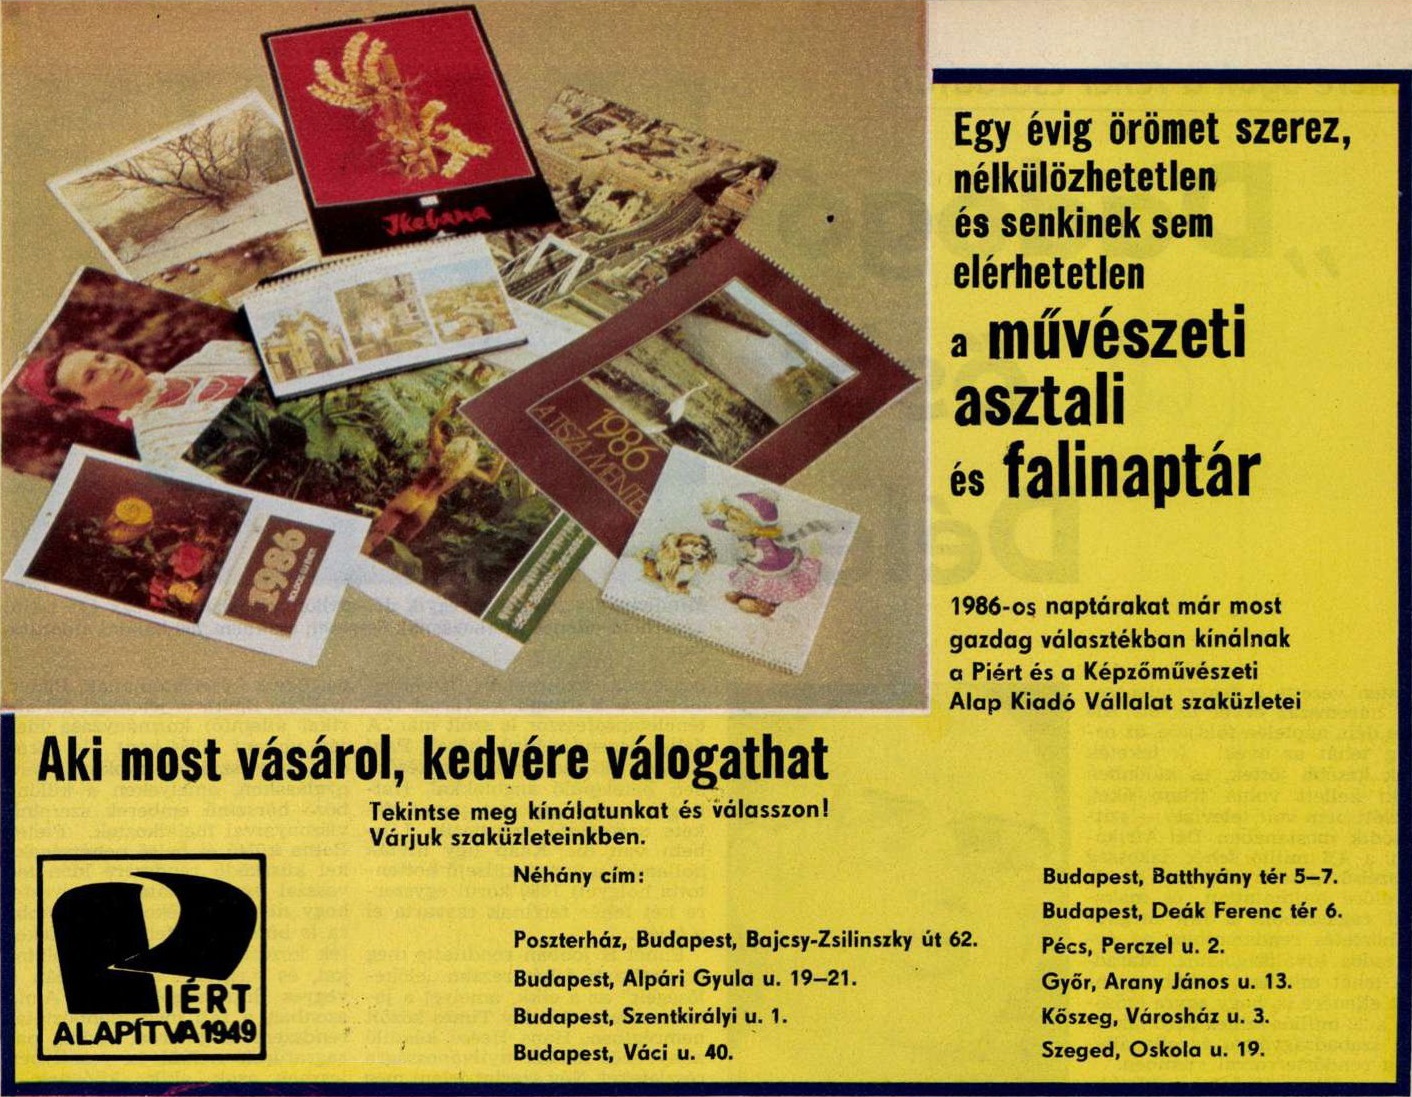 Ikebana
1986
A TISZA MENTÉN
1986
Egy évig örömet szerez,
nélkülözhetetlen
és senkinek sem
elérhetetlen
a művészeti
asztali
és falinaptár
1986-os naptárakat már most
gazdag választékban kínálnak
a Piért és a Képzőművészeti
Alap Kiadó Vállalat szaküzletei
Aki most vásárol, kedvére válogathat
Tekintse meg kínálatunkat és válasszon!
Várjuk szaküzleteinkben.
Néhány cím:
Poszterház, Budapest, Bajcsy-Zsilinszky út 62.
Budapest, Alpári Gyula u. 19–21.
Budapest, Szentkirályi u. 1.
Budapest, Váci u. 40.
Budapest, Batthyány tér 5–7.
Budapest, Deák Ferenc tér 6.
Pécs, Perczel u. 2.
Győr, Arany János u. 13.
Kőszeg, Városház u. 3.
Szeged, Oskola u. 19.
PIÉRT
ALAPÍTVA 1949